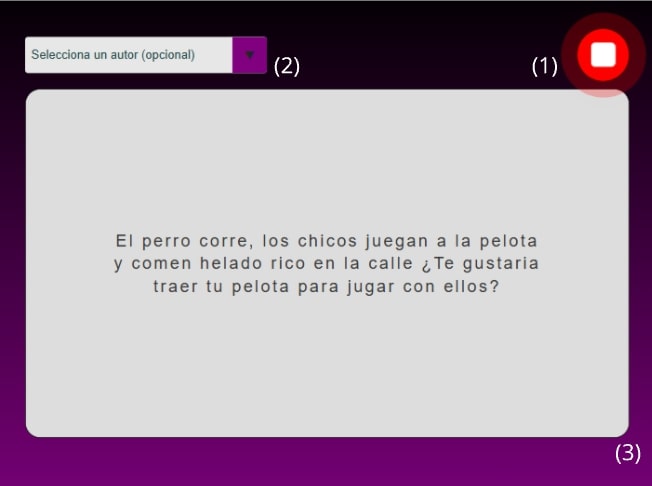 Selecciona un autor (opcional)
(2)
(1)
El perro corre, los chicos juegan a la pelota
y comen helado rico en la calle ¿Te gustaria
traer tu pelota para jugar con ellos?
(3)